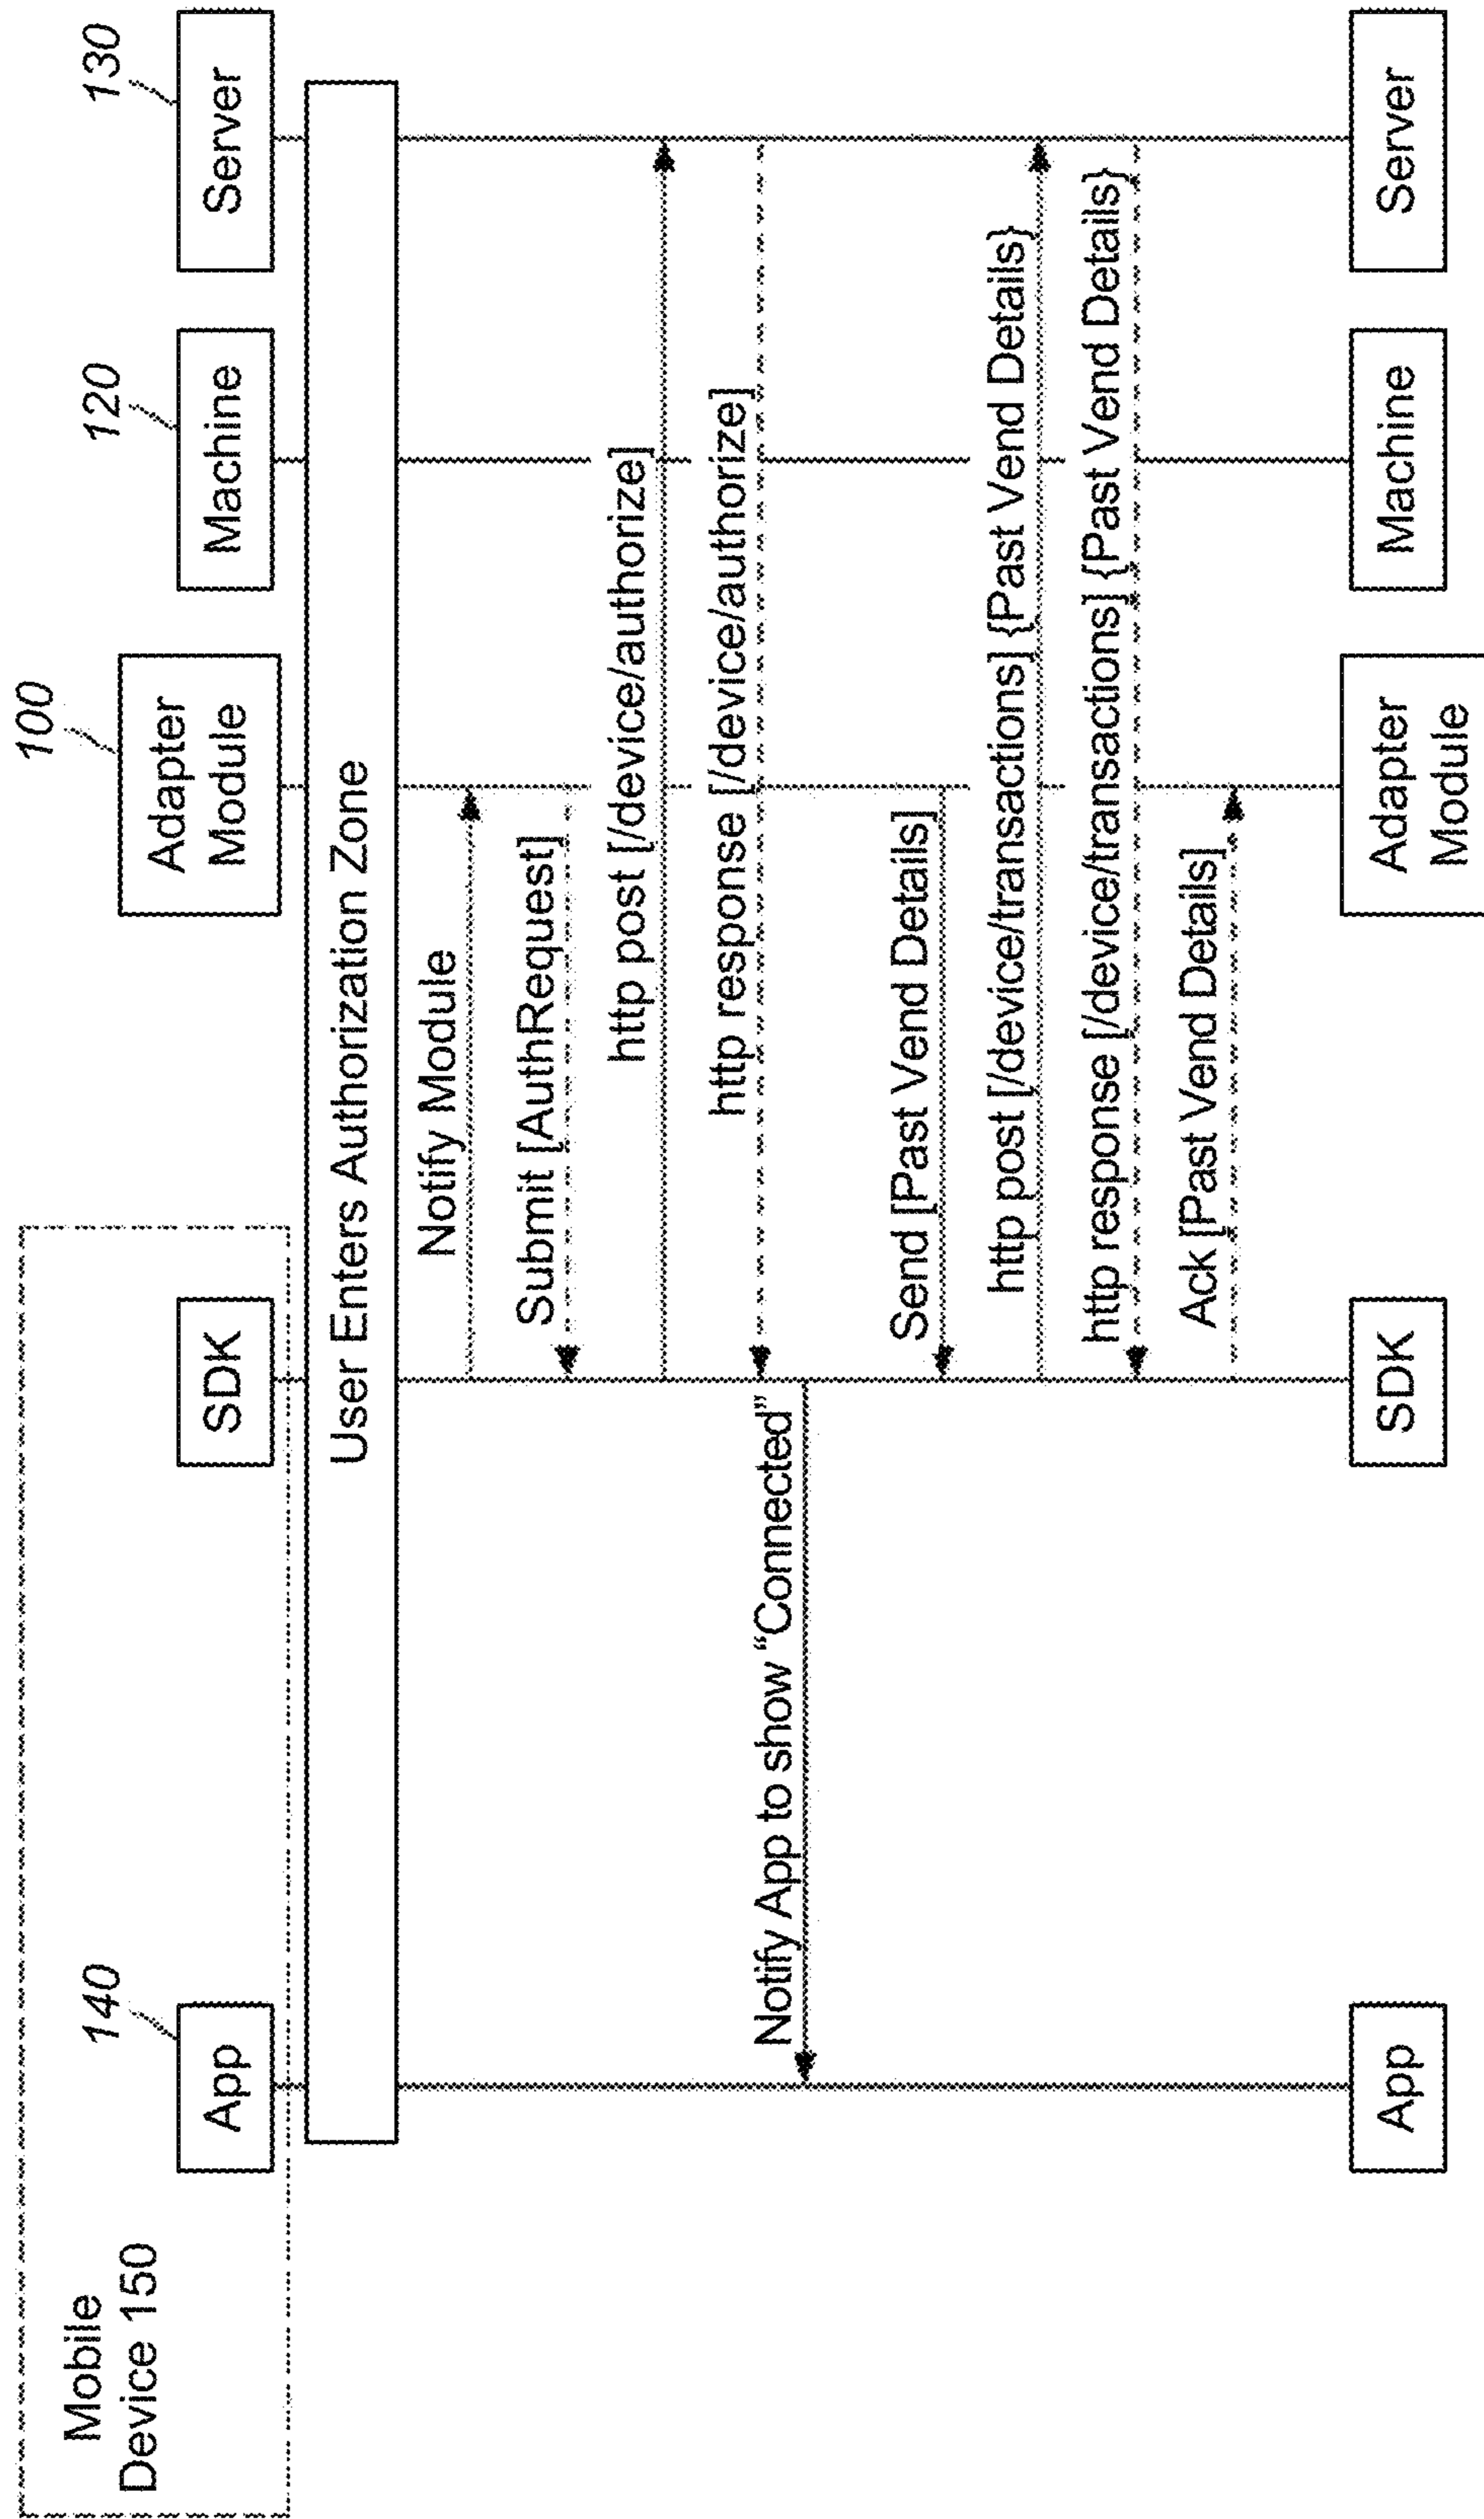 Mobile
Device 150
140
100
120
130
App
SDK
Adapter
Module
Machine
Server
User Enters Authorization Zone
Notify Module
Submit [AuthRequest]
http post [/device/authorize]
http response [/device/authorize]
Notify App to show “Connected”
Send [Past Vend Details]
http post [/device/transactions] {Past Vend Details}
http response [/device/transactions] {Past Vend Details}
Ack [Past Vend Details]
App
SDK
Adapter
Module
Machine
Server